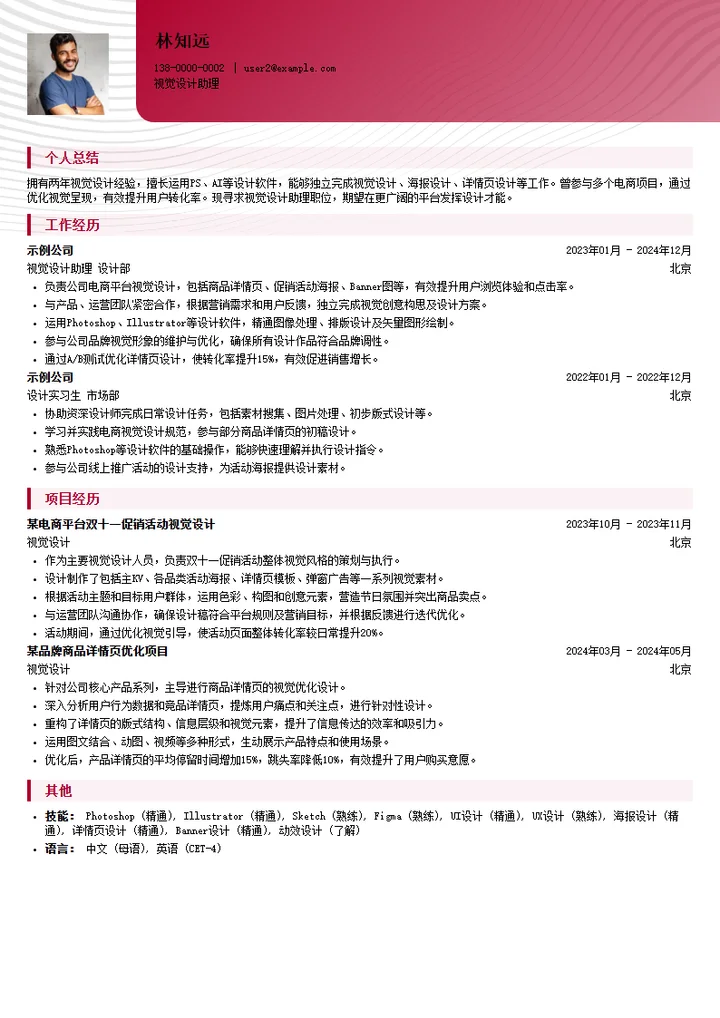 林知远
138-0000-0002 | user2@example.com
视觉设计助理
个人总结
拥有两年视觉设计经验，擅长运用PS、AI等设计软件，能够独立完成视觉设计、海报设计、详情页设计等工作。曾参与多个电商项目，通过
优化视觉呈现，有效提升用户转化率。现寻求视觉设计助理职位，期望在更广阔的平台发挥设计才能。
工作经历
示例公司 2023年01月 - 2024年12月
视觉设计助理 设计部 北京
• 负责公司电商平台视觉设计，包括商品详情页、促销活动海报、Banner图等，有效提升用户浏览体验和点击率。
• 与产品、运营团队紧密合作，根据营销需求和用户反馈，独立完成视觉创意构思及设计方案。
• 运用Photoshop、Illustrator等设计软件，精通图像处理、排版设计及矢量图形绘制。
• 参与公司品牌视觉形象的维护与优化，确保所有设计作品符合品牌调性。
• 通过A/B测试优化详情页设计，使转化率提升15%，有效促进销售增长。
示例公司 2022年01月 - 2022年12月
设计实习生 市场部 北京
• 协助资深设计师完成日常设计任务，包括素材搜集、图片处理、初步版式设计等。
• 学习并实践电商视觉设计规范，参与部分商品详情页的初稿设计。
• 熟悉Photoshop等设计软件的基础操作，能够快速理解并执行设计指令。
• 参与公司线上推广活动的设计支持，为活动海报提供设计素材。
项目经历
某电商平台双十一促销活动视觉设计 2023年10月 - 2023年11月
视觉设计 北京
• 作为主要视觉设计人员，负责双十一促销活动整体视觉风格的策划与执行。
• 设计制作了包括主KV、各品类活动海报、详情页模板、弹窗广告等一系列视觉素材。
• 根据活动主题和目标用户群体，运用色彩、构图和创意元素，营造节日氛围并突出商品卖点。
• 与运营团队沟通协作，确保设计稿符合平台规则及营销目标，并根据反馈进行迭代优化。
• 活动期间，通过优化视觉引导，使活动页面整体转化率较日常提升20%。
某品牌商品详情页优化项目 2024年03月 - 2024年05月
视觉设计 北京
• 针对公司核心产品系列，主导进行商品详情页的视觉优化设计。
• 深入分析用户行为数据和竞品详情页，提炼用户痛点和关注点，进行针对性设计。
• 重构了详情页的版式结构、信息层级和视觉元素，提升了信息传达的效率和吸引力。
• 运用图文结合、动图、视频等多种形式，生动展示产品特点和使用场景。
• 优化后，产品详情页的平均停留时间增加15%，跳失率降低10%，有效提升了用户购买意愿。
其他
• 技能： Photoshop（精通）, Illustrator（精通）, Sketch（熟练）, Figma（熟练）, UI设计（精通）, UX设计（熟练）, 海报设计（精
通）, 详情页设计（精通）, Banner设计（精通）, 动效设计（了解）
• 语言： 中文（母语）, 英语（CET-4）